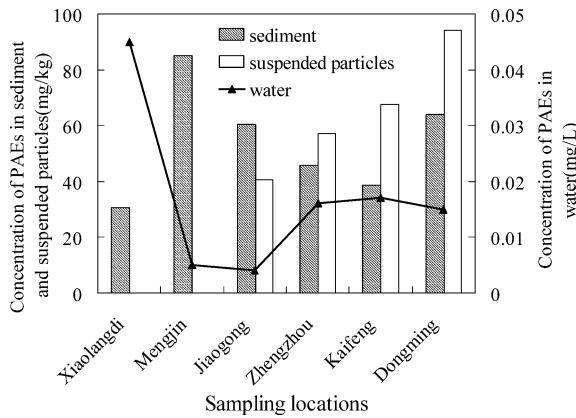 Concentration of PAEs in sediment
and suspended particles(mg/kg)
100
80
60
40
20
0
sediment
suspended particles
water
0.05
0.04
0.03
0.02
0.01
0
Concentration of PAEs in
water(mg/L)
Xiaolangdi
Mengjin
Jiaogong
Zhengzhou
Kaifeng
Dongming
Sampling locations